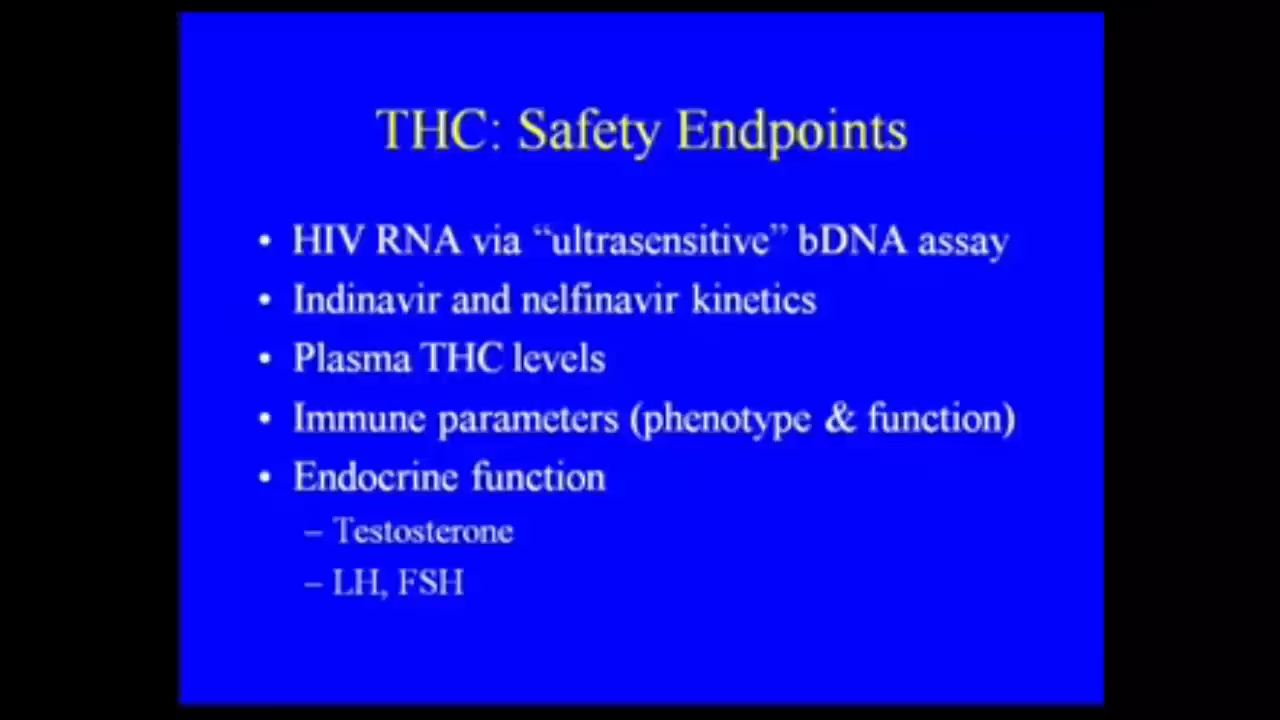 THC: Safety Endpoints
• HIV RNA via “ultrasensitive” bDNA assay
• Indinavir and nelfinavir kinetics
• Plasma THC levels
• Immune parameters (phenotype & function)
• Endocrine function
– Testosterone
– LH, FSH